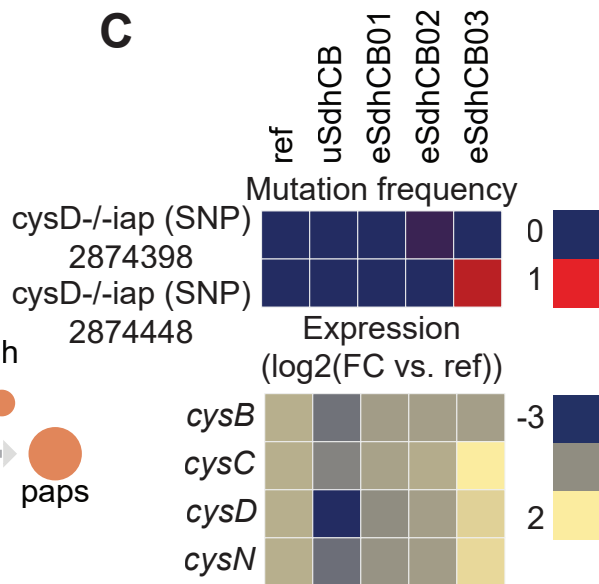 C
ref
uSdhCB
eSdhCB01
eSdhCB02
eSdhCB03
Mutation frequency
cysD-/-iap (SNP)
2874398
cysD-/-iap (SNP)
2874448
0
1
Expression
(log2(FC vs. ref))
h
paps
cysB
cysC
cysD
cysN
-3
2